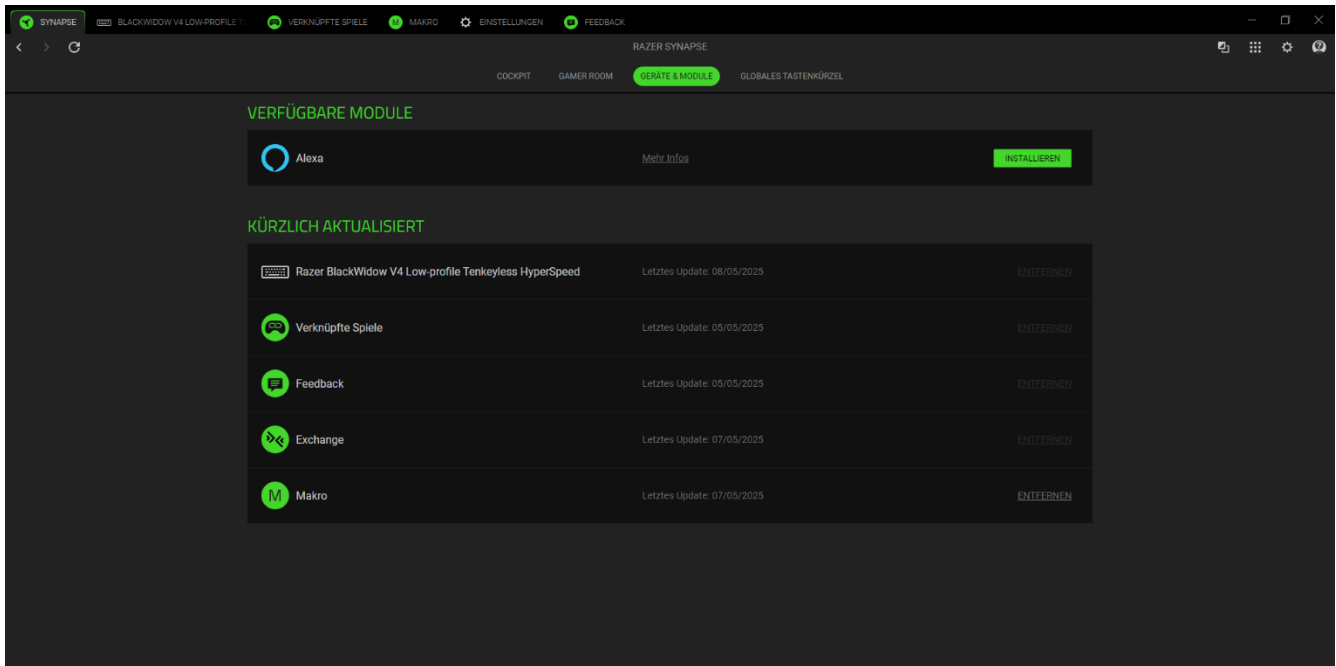 SYNAPSE BLACKWIDOW V4 LOW-PROFILE T VERKNÜPFTE SPIELE M MAKRO EINSTELLUNGEN FEEDBACK
RAZER SYNAPSE
COCKPIT GAMER ROOM GERÄTE & MODULE GLOBALES TASTENKÜRZEL
VERFÜGBARE MODULE
Alexa Mehr Infos INSTALLIEREN
KÜRZLICH AKTUALISIERT
Razer BlackWidow V4 Low-profile Tenkeyless HyperSpeed Letztes Update: 08/05/2025 ENTFERNEN
Verknüpfte Spiele Letztes Update: 05/05/2025 ENTFERNEN
Feedback Letztes Update: 05/05/2025 ENTFERNEN
Exchange Letztes Update: 07/05/2025 ENTFERNEN
M Makro Letztes Update: 07/05/2025 ENTFERNEN